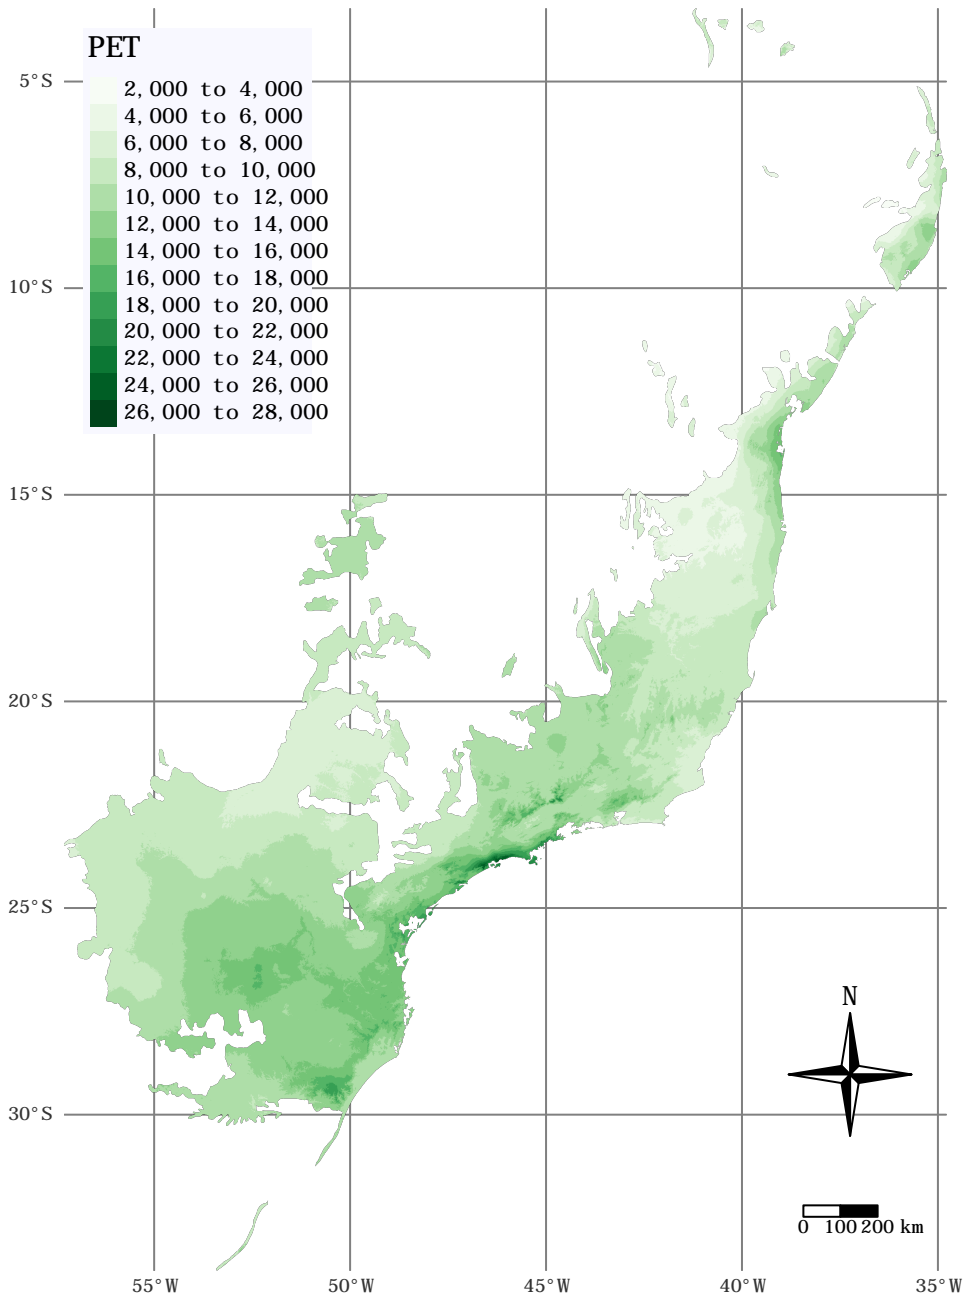 PET
2,000 to 4,000
4,000 to 6,000
6,000 to 8,000
8,000 to 10,000
10,000 to 12,000
12,000 to 14,000
14,000 to 16,000
16,000 to 18,000
18,000 to 20,000
20,000 to 22,000
22,000 to 24,000
24,000 to 26,000
26,000 to 28,000
5°S
10°S
15°S
20°S
25°S
30°S
N
0 100 200 km
55°W 50°W 45°W 40°W 35°W